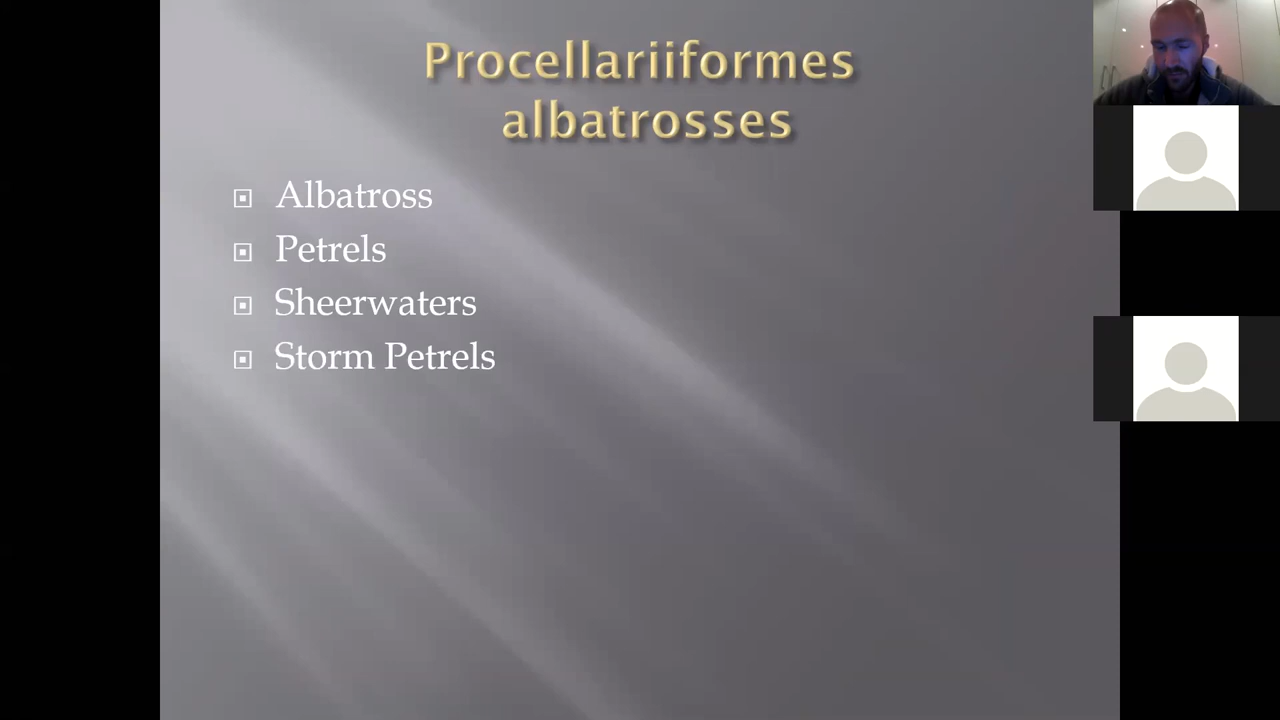 Procellariiformes
albatrosses
Albatross
Petrels
Sheerwaters
Storm Petrels